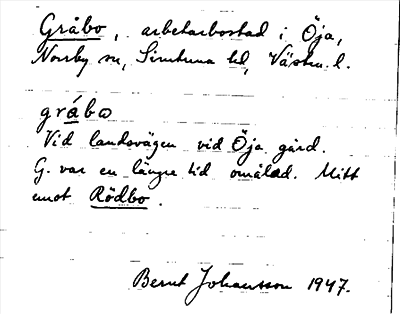 Gråbo, arbetarbostad i Öja,
Norrby sn, Simtuna hd, Västm. l.
gràbω
Vid landsvägen vid Öja gård.
G. var en längre tid omålad. Mitt
emot Rödbo.
Bernt Johansson 1947.